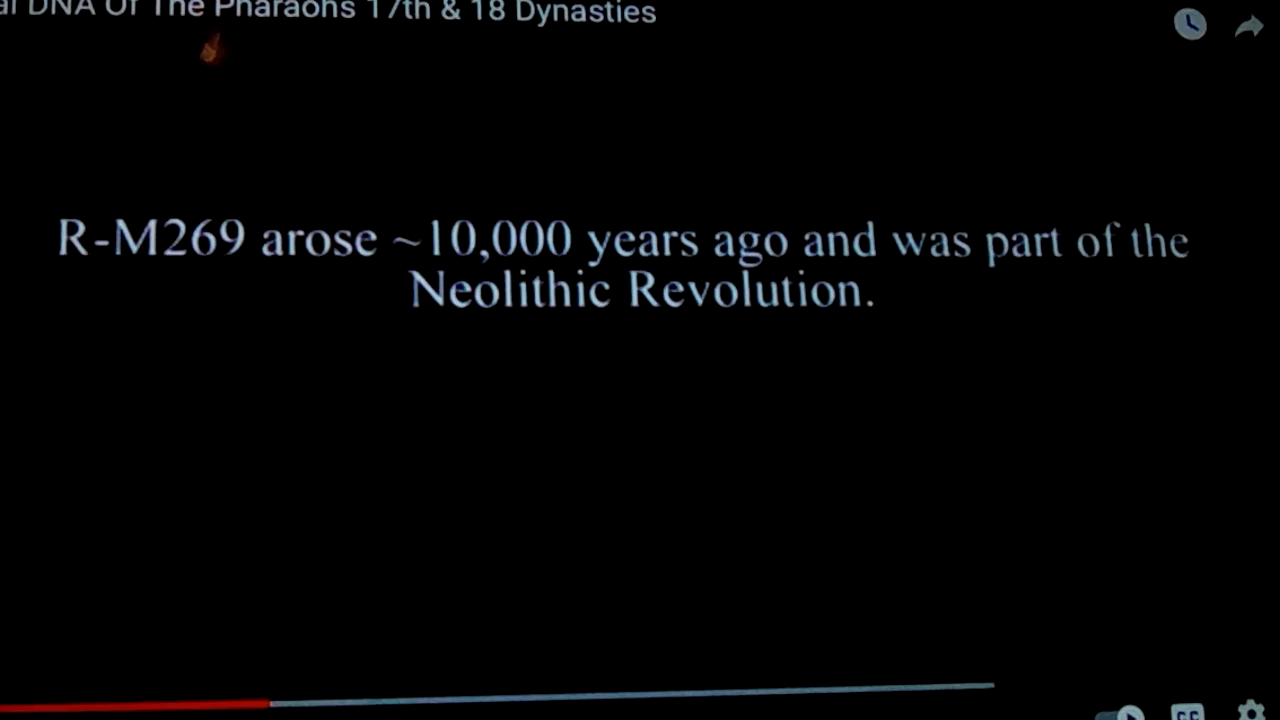 DNA Of The Pharaohs 17th & 18 Dynasties
R-M269 arose ~10,000 years ago and was part of the
Neolithic Revolution.
CC